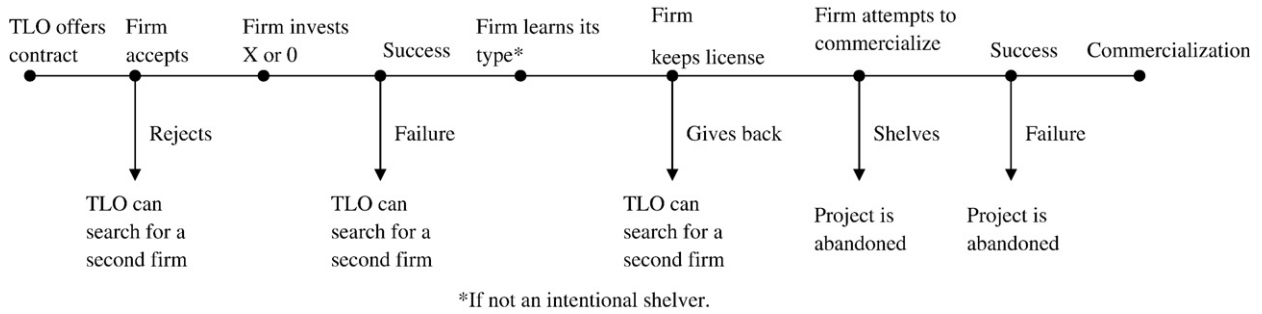 TLO offers
contract
Firm
accepts
Firm invests
X or 0
Success
Firm learns its
type*
Firm
keeps license
Firm attempts to
commercialize
Success
Commercialization
Rejects
Failure
Gives back
Shelves
Failure
TLO can
search for a
second firm
TLO can
search for a
second firm
TLO can
search for a
second firm
Project is
abandoned
Project is
abandoned
*If not an intentional shelver.